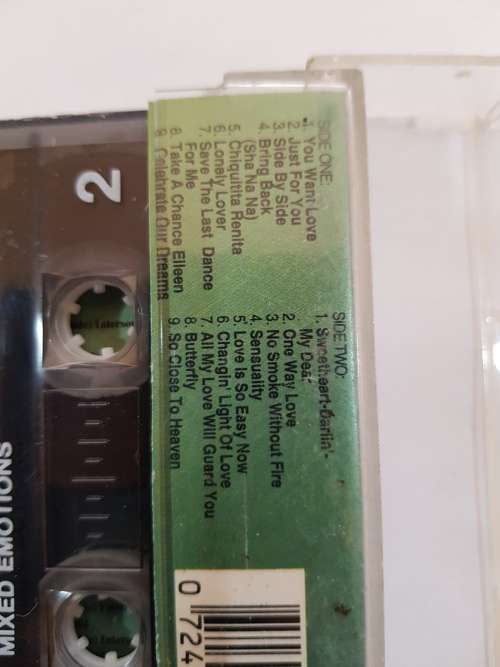 SIDE ONE:
1. You Want Love
2. Just For You
3. Side By Side
4. Bring Back
(Sha Na Na)
5. Chiquitita Renita
6. Lonely Lover
7. Save The Last Dance
For Me
8. Take A Chance Eileen
9. Celebrate Our Dreams
SIDE TWO:
1. Sweetheart-Darlin'-
My Dear
2. One Way Love
3. No Smoke Without Fire
4. Sensuality
5. Love Is So Easy Now
6. Changin' Light Of Love
7. All My Love Will Guard You
8. Butterfly
9. So Close To Heaven
0 724
2
MIXED EMOTIONS